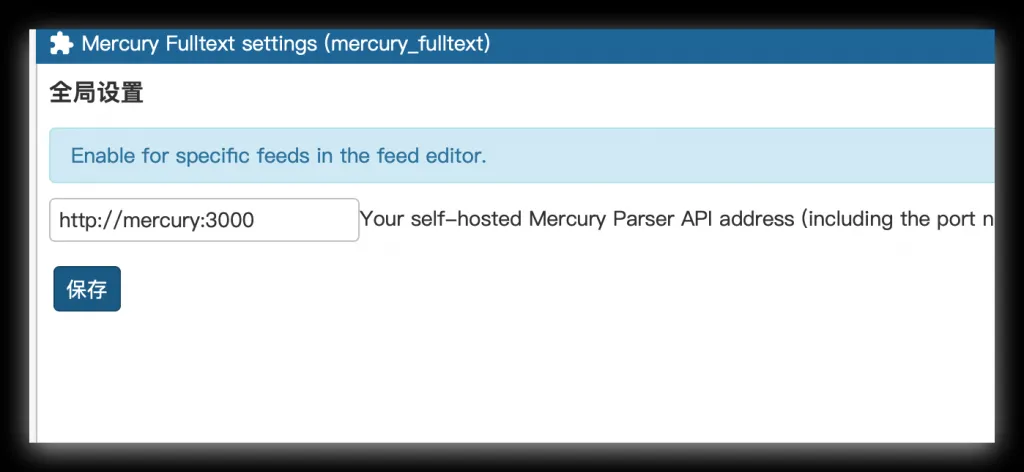 Mercury Fulltext settings (mercury_fulltext)
全局设置
Enable for specific feeds in the feed editor.
http://mercury:3000 Your self-hosted Mercury Parser API address (including the port n
保存